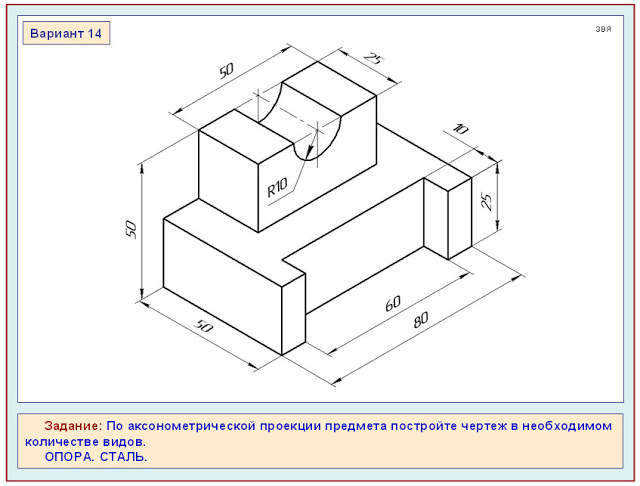 Вариант 14
ЗВЯ
50
25
10
R10
50
25
60
80
50
Задание: По аксонометрической проекции предмета постройте чертеж в необходимом
количестве видов.
ОПОРА. СТАЛЬ.